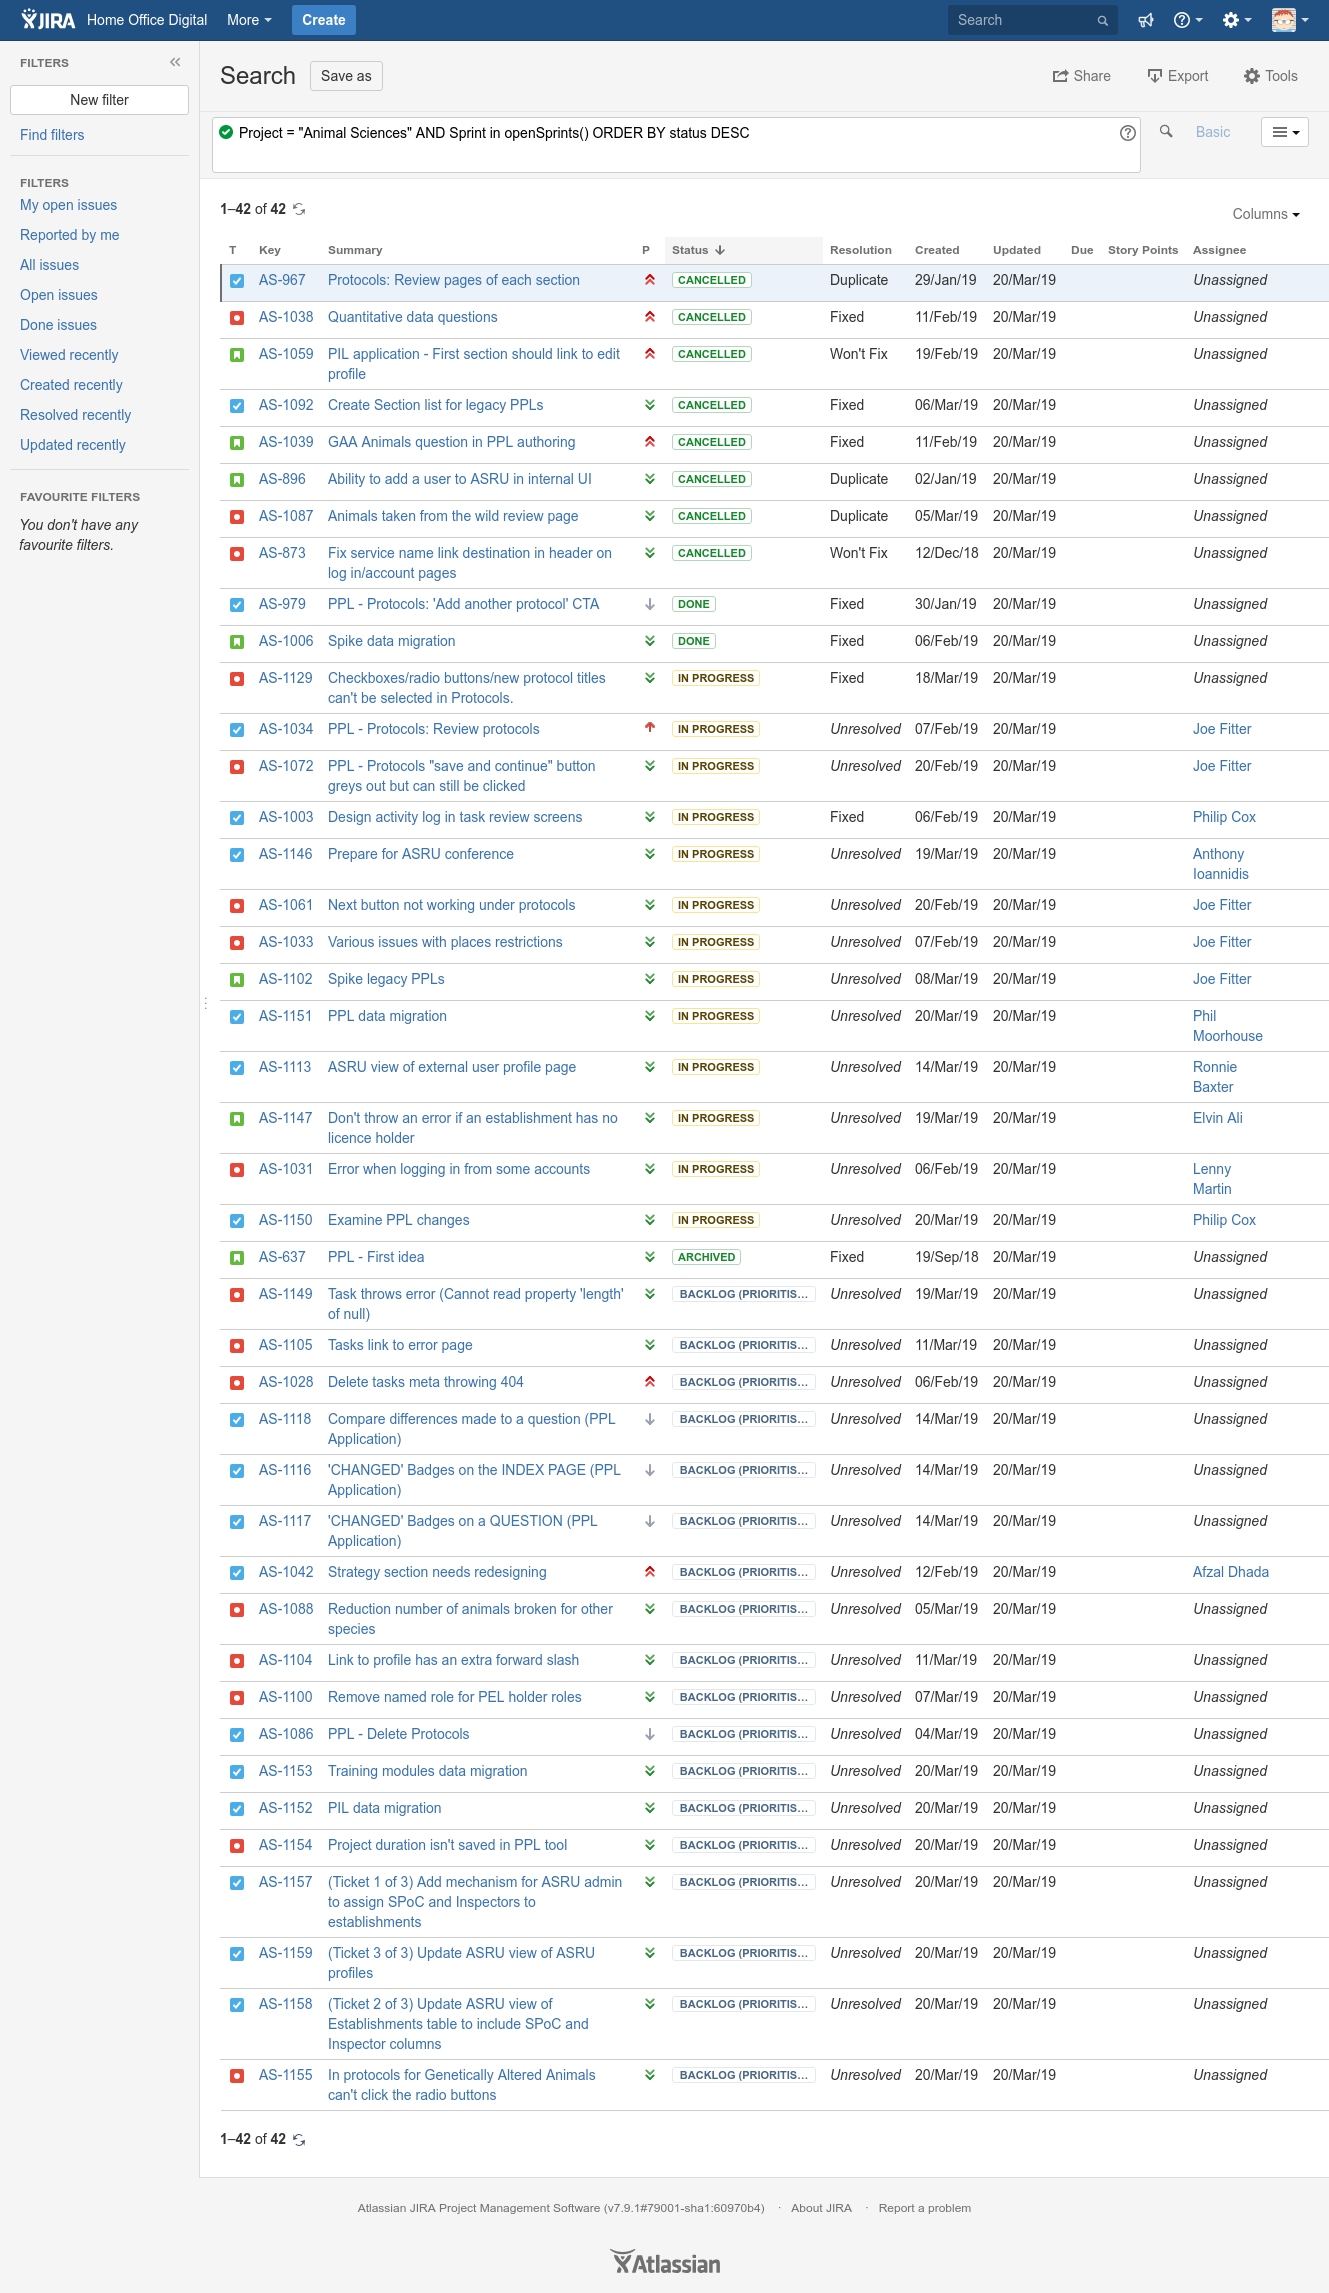 JIRA Home Office Digital More Create Search
FILTERS
New filter
Find filters
FILTERS
My open issues
Reported by me
All issues
Open issues
Done issues
Viewed recently
Created recently
Resolved recently
Updated recently
FAVOURITE FILTERS
You don't have any
favourite filters.
Search Save as Share Export Tools
Project = "Animal Sciences" AND Sprint in openSprints() ORDER BY status DESC Basic
1–42 of 42
Columns
T Key Summary P Status Resolution Created Updated Due Story Points Assignee
AS-967 Protocols: Review pages of each section CANCELLED Duplicate 29/Jan/19 20/Mar/19 Unassigned
AS-1038 Quantitative data questions CANCELLED Fixed 11/Feb/19 20/Mar/19 Unassigned
AS-1059 PIL application - First section should link to edit CANCELLED Won't Fix 19/Feb/19 20/Mar/19 Unassigned
profile
AS-1092 Create Section list for legacy PPLs CANCELLED Fixed 06/Mar/19 20/Mar/19 Unassigned
AS-1039 GAA Animals question in PPL authoring CANCELLED Fixed 11/Feb/19 20/Mar/19 Unassigned
AS-896 Ability to add a user to ASRU in internal UI CANCELLED Duplicate 02/Jan/19 20/Mar/19 Unassigned
AS-1087 Animals taken from the wild review page CANCELLED Duplicate 05/Mar/19 20/Mar/19 Unassigned
AS-873 Fix service name link destination in header on CANCELLED Won't Fix 12/Dec/18 20/Mar/19 Unassigned
log in/account pages
AS-979 PPL - Protocols: 'Add another protocol' CTA DONE Fixed 30/Jan/19 20/Mar/19 Unassigned
AS-1006 Spike data migration DONE Fixed 06/Feb/19 20/Mar/19 Unassigned
AS-1129 Checkboxes/radio buttons/new protocol titles IN PROGRESS Fixed 18/Mar/19 20/Mar/19 Unassigned
can't be selected in Protocols.
AS-1034 PPL - Protocols: Review protocols IN PROGRESS Unresolved 07/Feb/19 20/Mar/19 Joe Fitter
AS-1072 PPL - Protocols "save and continue" button IN PROGRESS Unresolved 20/Feb/19 20/Mar/19 Joe Fitter
greys out but can still be clicked
AS-1003 Design activity log in task review screens IN PROGRESS Fixed 06/Feb/19 20/Mar/19 Philip Cox
AS-1146 Prepare for ASRU conference IN PROGRESS Unresolved 19/Mar/19 20/Mar/19 Anthony
Ioannidis
AS-1061 Next button not working under protocols IN PROGRESS Unresolved 20/Feb/19 20/Mar/19 Joe Fitter
AS-1033 Various issues with places restrictions IN PROGRESS Unresolved 07/Feb/19 20/Mar/19 Joe Fitter
AS-1102 Spike legacy PPLs IN PROGRESS Unresolved 08/Mar/19 20/Mar/19 Joe Fitter
AS-1151 PPL data migration IN PROGRESS Unresolved 20/Mar/19 20/Mar/19 Phil
Moorhouse
AS-1113 ASRU view of external user profile page IN PROGRESS Unresolved 14/Mar/19 20/Mar/19 Ronnie
Baxter
AS-1147 Don't throw an error if an establishment has no IN PROGRESS Unresolved 19/Mar/19 20/Mar/19 Elvin Ali
licence holder
AS-1031 Error when logging in from some accounts IN PROGRESS Unresolved 06/Feb/19 20/Mar/19 Lenny
Martin
AS-1150 Examine PPL changes IN PROGRESS Unresolved 20/Mar/19 20/Mar/19 Philip Cox
AS-637 PPL - First idea ARCHIVED Fixed 19/Sep/18 20/Mar/19 Unassigned
AS-1149 Task throws error (Cannot read property 'length' BACKLOG (PRIORITIS… Unresolved 19/Mar/19 20/Mar/19 Unassigned
of null)
AS-1105 Tasks link to error page BACKLOG (PRIORITIS… Unresolved 11/Mar/19 20/Mar/19 Unassigned
AS-1028 Delete tasks meta throwing 404 BACKLOG (PRIORITIS… Unresolved 06/Feb/19 20/Mar/19 Unassigned
AS-1118 Compare differences made to a question (PPL BACKLOG (PRIORITIS… Unresolved 14/Mar/19 20/Mar/19 Unassigned
Application)
AS-1116 'CHANGED' Badges on the INDEX PAGE (PPL BACKLOG (PRIORITIS… Unresolved 14/Mar/19 20/Mar/19 Unassigned
Application)
AS-1117 'CHANGED' Badges on a QUESTION (PPL BACKLOG (PRIORITIS… Unresolved 14/Mar/19 20/Mar/19 Unassigned
Application)
AS-1042 Strategy section needs redesigning BACKLOG (PRIORITIS… Unresolved 12/Feb/19 20/Mar/19 Afzal Dhada
AS-1088 Reduction number of animals broken for other BACKLOG (PRIORITIS… Unresolved 05/Mar/19 20/Mar/19 Unassigned
species
AS-1104 Link to profile has an extra forward slash BACKLOG (PRIORITIS… Unresolved 11/Mar/19 20/Mar/19 Unassigned
AS-1100 Remove named role for PEL holder roles BACKLOG (PRIORITIS… Unresolved 07/Mar/19 20/Mar/19 Unassigned
AS-1086 PPL - Delete Protocols BACKLOG (PRIORITIS… Unresolved 04/Mar/19 20/Mar/19 Unassigned
AS-1153 Training modules data migration BACKLOG (PRIORITIS… Unresolved 20/Mar/19 20/Mar/19 Unassigned
AS-1152 PIL data migration BACKLOG (PRIORITIS… Unresolved 20/Mar/19 20/Mar/19 Unassigned
AS-1154 Project duration isn't saved in PPL tool BACKLOG (PRIORITIS… Unresolved 20/Mar/19 20/Mar/19 Unassigned
AS-1157 (Ticket 1 of 3) Add mechanism for ASRU admin BACKLOG (PRIORITIS… Unresolved 20/Mar/19 20/Mar/19 Unassigned
to assign SPoC and Inspectors to
establishments
AS-1159 (Ticket 3 of 3) Update ASRU view of ASRU BACKLOG (PRIORITIS… Unresolved 20/Mar/19 20/Mar/19 Unassigned
profiles
AS-1158 (Ticket 2 of 3) Update ASRU view of BACKLOG (PRIORITIS… Unresolved 20/Mar/19 20/Mar/19 Unassigned
Establishments table to include SPoC and
Inspector columns
AS-1155 In protocols for Genetically Altered Animals BACKLOG (PRIORITIS… Unresolved 20/Mar/19 20/Mar/19 Unassigned
can't click the radio buttons
1–42 of 42
Atlassian JIRA Project Management Software (v7.9.1#79001-sha1:60970b4) · About JIRA · Report a problem
Atlassian